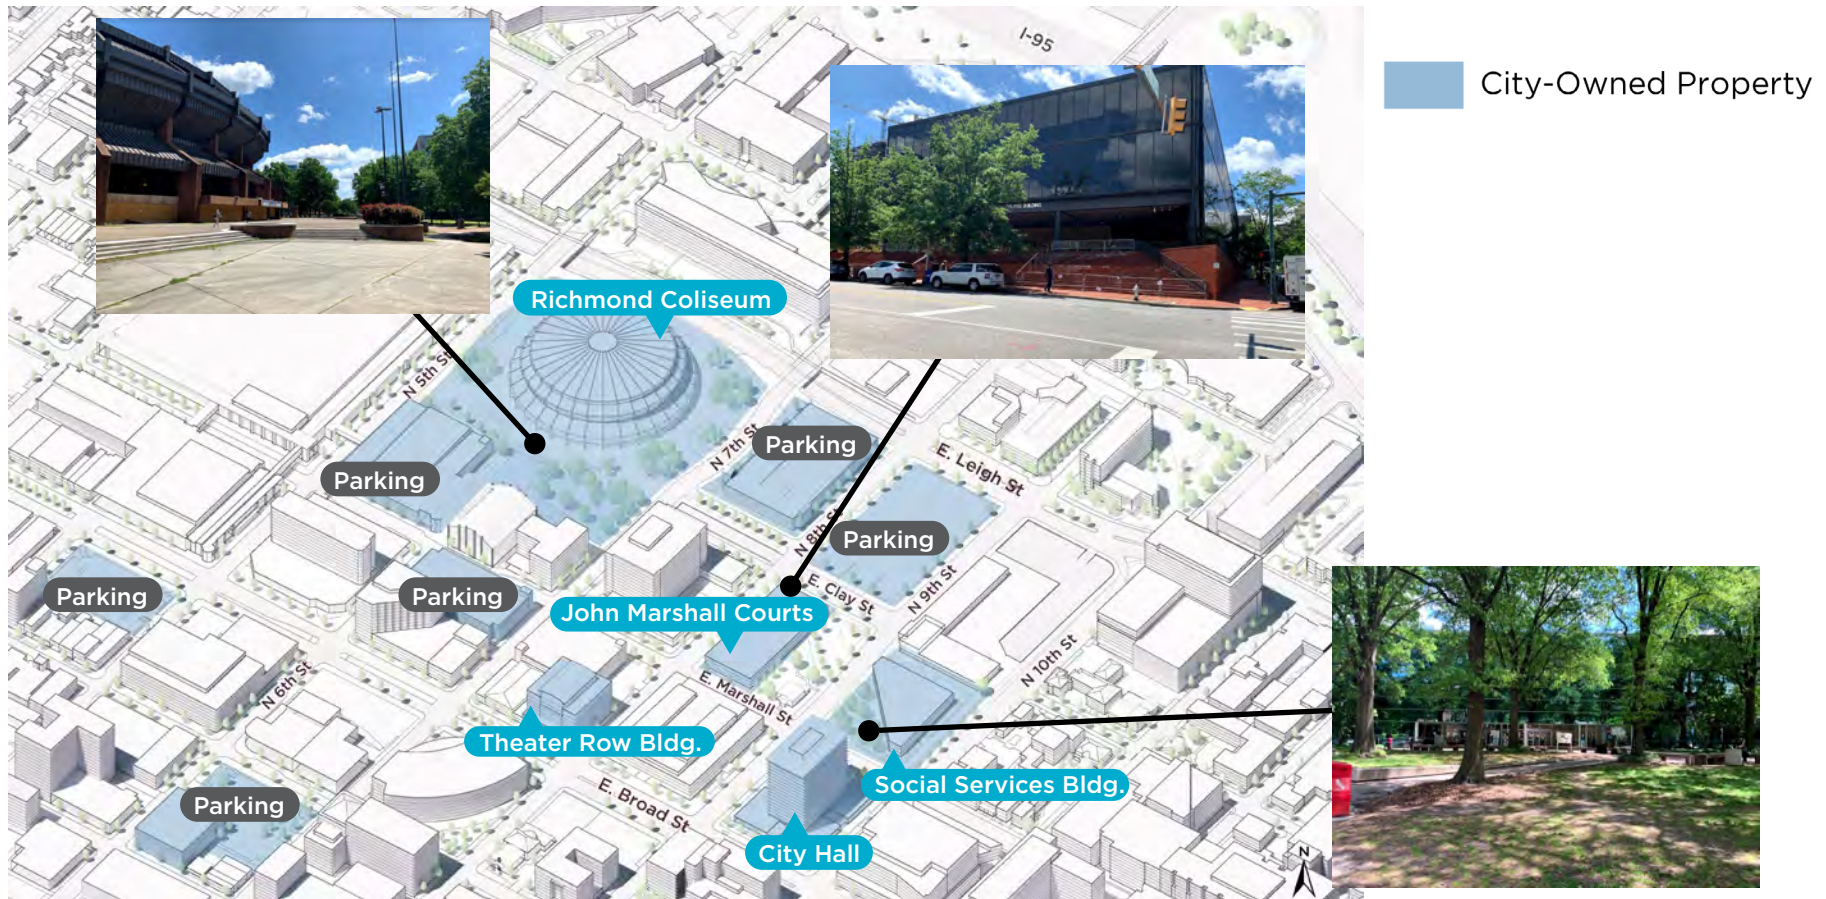 I-95
City-Owned Property
Richmond Coliseum
N 5th St
N 7th St
Parking
E. Leigh St
Parking
N 8th St
Parking
Parking
Parking
E. Clay St
N 9th St
John Marshall Courts
N 6th St
E. Marshall St
N 10th St
Theater Row Bldg.
Social Services Bldg.
Parking
E. Broad St
City Hall
N